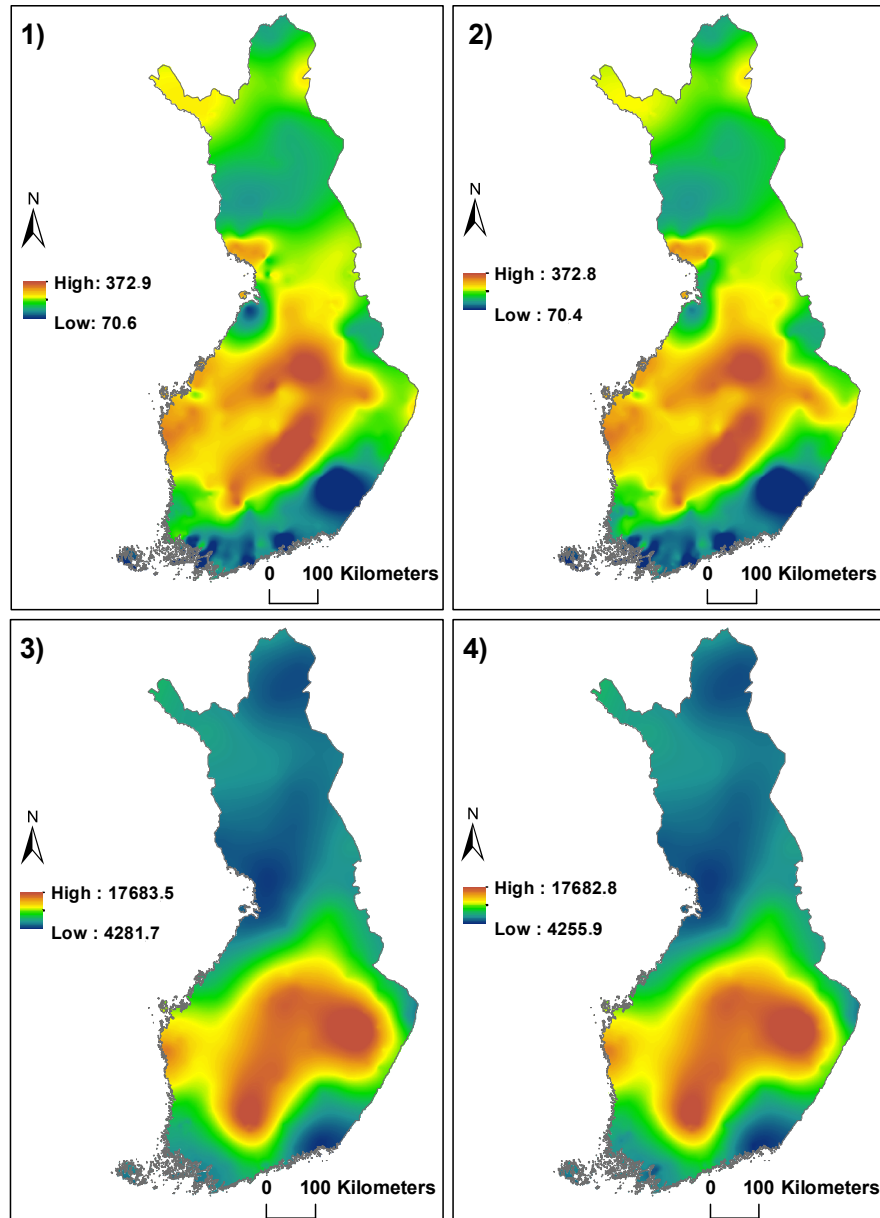 1)
N
High: 372.9
Low: 70.6
0 100 Kilometers
2)
N
High : 372.8
Low : 70.4
0 100 Kilometers
3)
N
High : 17683.5
Low : 4281.7
0 100 Kilometers
4)
N
High : 17682.8
Low : 4255.9
0 100 Kilometers